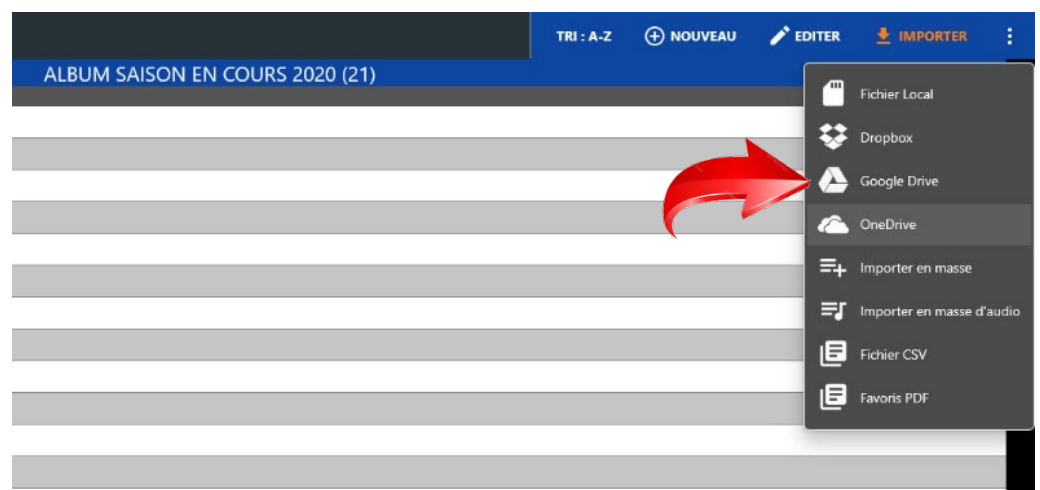 TRI : A-Z NOUVEAU EDITER IMPORTER
ALBUM SAISON EN COURS 2020 (21)
Fichier Local
Dropbox
Google Drive
OneDrive
Importer en masse
Importer en masse d'audio
Fichier CSV
Favoris PDF